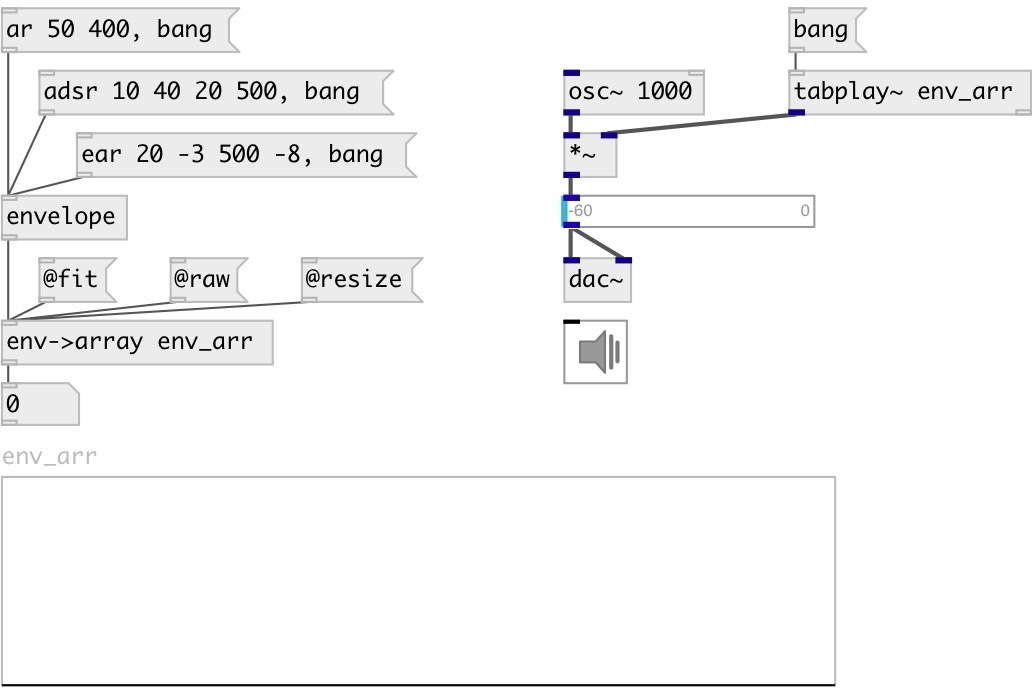 ar 50 400, bang
bang
adsr 10 40 20 500, bang
osc~ 1000
tabplay~ env_arr
ear 20 -3 500 -8, bang
*~
envelope
-60
0
@fit
@raw
@resize
dac~
env->array env_arr
0
env_arr